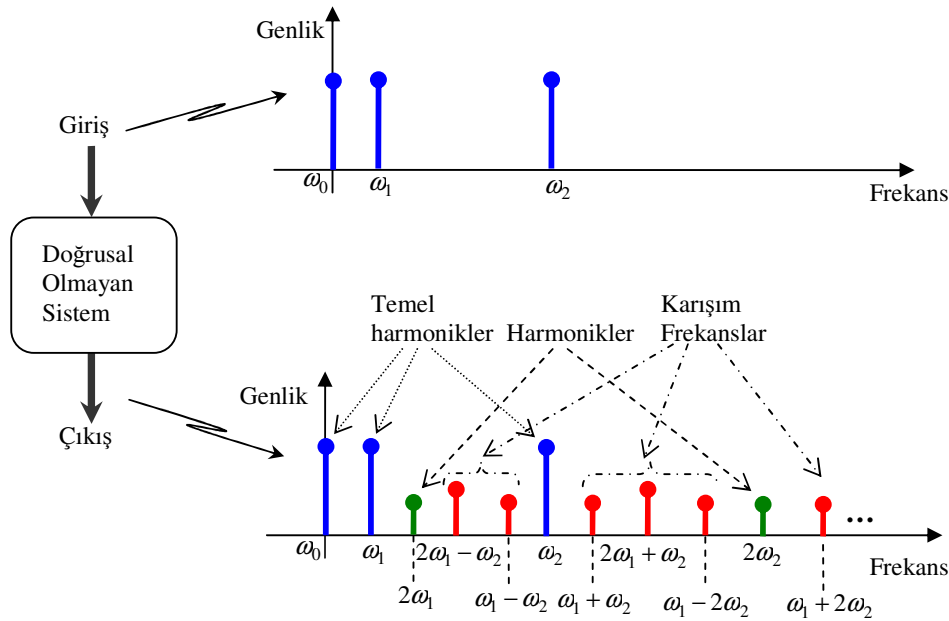 Genlik
Giriş
ω₀
ω₁
ω₂
Frekans
Doğrusal
Olmayan
Sistem
Temel
harmonikler
Harmonikler
Karışım
Frekanslar
Genlik
Çıkış
ω₀
ω₁
2ω₁ − ω₂
ω₂
2ω₁ + ω₂
2ω₂
...
Frekans
2ω₁
ω₁ − ω₂
ω₁ + ω₂
ω₁ − 2ω₂
ω₁ + 2ω₂